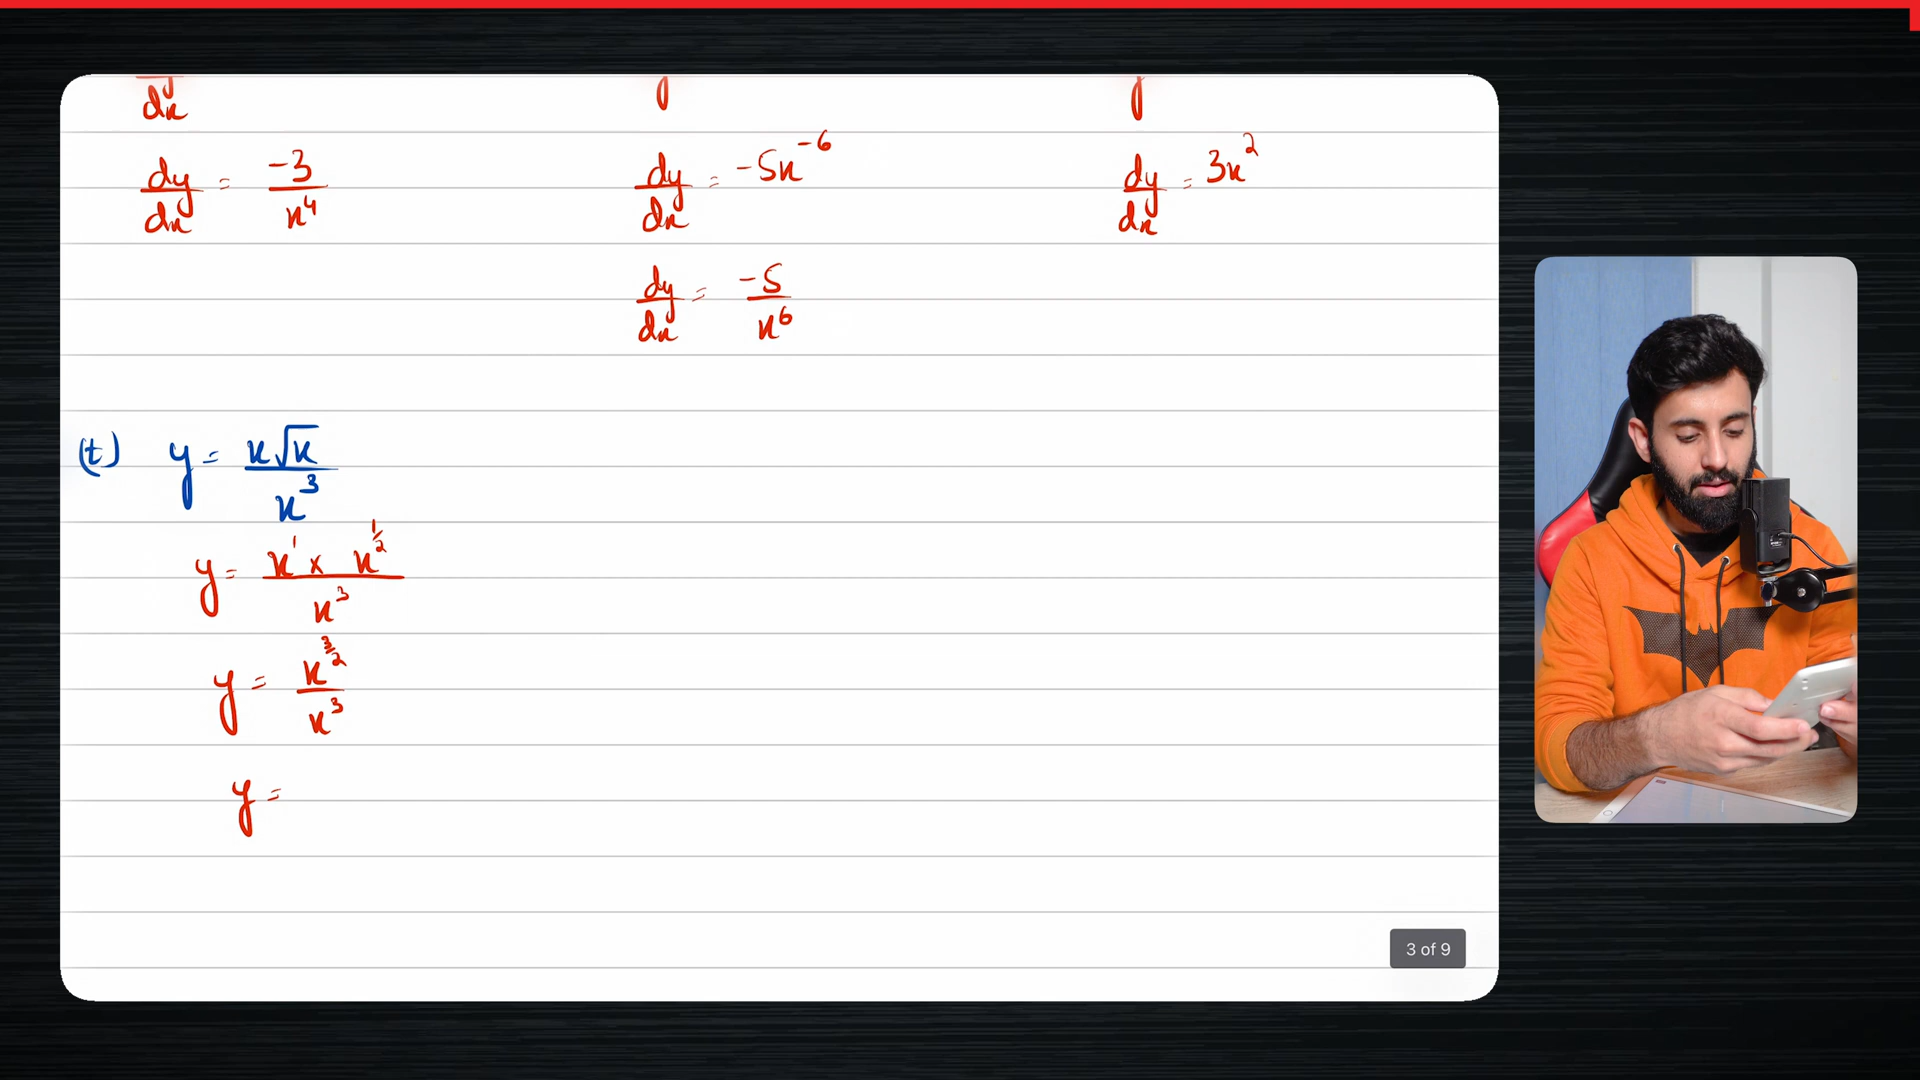 dy/dx
y
y
dy/dx = -3/x⁴
dy/dx = -5x⁻⁶
dy/dx = 3x²
dy/dx = -5/x⁶
(t) y = x√x/x³
y = x¹ × x^(1/2)/x³
y = x^(3/2)/x³
y =
3 of 9